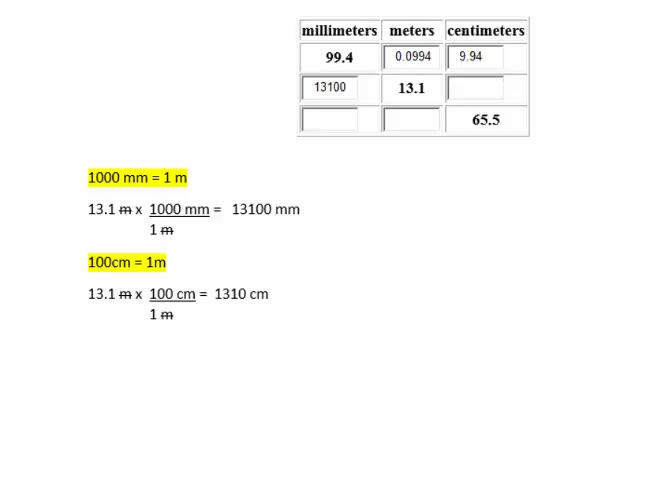 millimeters meters centimeters
99.4 0.0994 9.94
13100 13.1
65.5
1000 mm = 1 m
13.1 m x 1000 mm = 13100 mm
1 m
100cm = 1m
13.1 m x 100 cm = 1310 cm
1 m